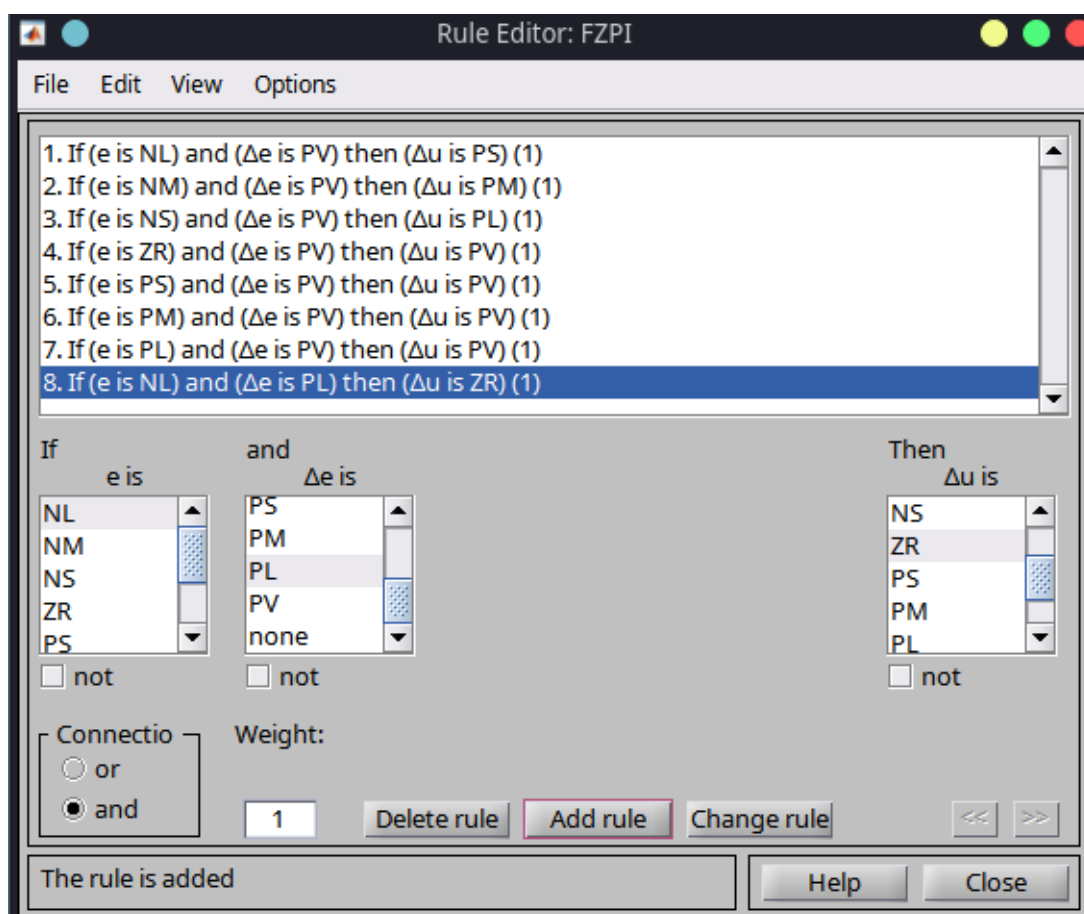 Rule Editor: FZPI
File Edit View Options
1. If (e is NL) and (Δe is PV) then (Δu is PS) (1)
2. If (e is NM) and (Δe is PV) then (Δu is PM) (1)
3. If (e is NS) and (Δe is PV) then (Δu is PL) (1)
4. If (e is ZR) and (Δe is PV) then (Δu is PV) (1)
5. If (e is PS) and (Δe is PV) then (Δu is PV) (1)
6. If (e is PM) and (Δe is PV) then (Δu is PV) (1)
7. If (e is PL) and (Δe is PV) then (Δu is PV) (1)
8. If (e is NL) and (Δe is PL) then (Δu is ZR) (1)
If
e is
NL
NM
NS
ZR
PS
not
and
Δe is
PS
PM
PL
PV
none
not
Then
Δu is
NS
ZR
PS
PM
PL
not
Connectio
or
and
Weight:
1
Delete rule
Add rule
Change rule
<<
>>
The rule is added
Help
Close